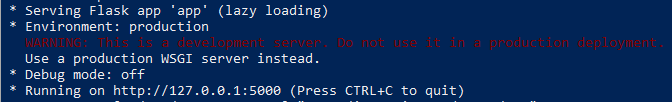 * Serving Flask app 'app' (lazy loading)
* Environment: production
WARNING: This is a development server. Do not use it in a production deployment.
Use a production WSGI server instead.
* Debug mode: off
* Running on http://127.0.0.1:5000 (Press CTRL+C to quit)